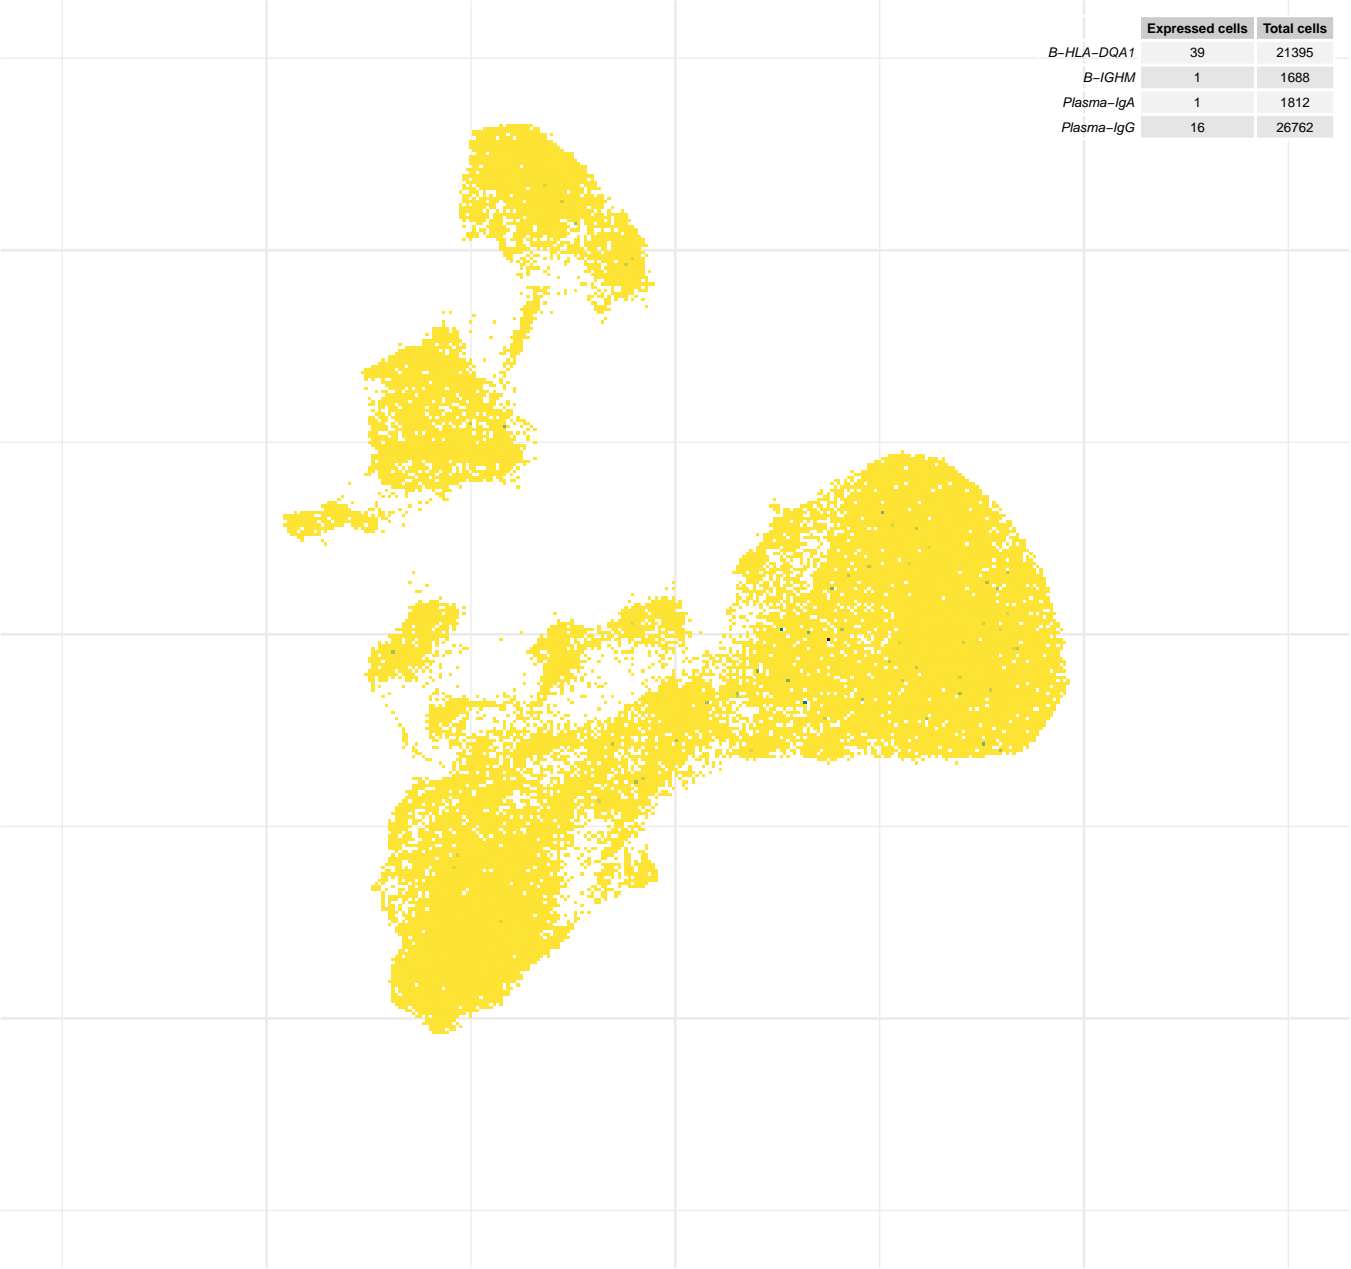 Expressed cells Total cells
B−HLA−DQA1 39 21395
B−IGHM 1 1688
Plasma−IgA 1 1812
Plasma−IgG 16 26762